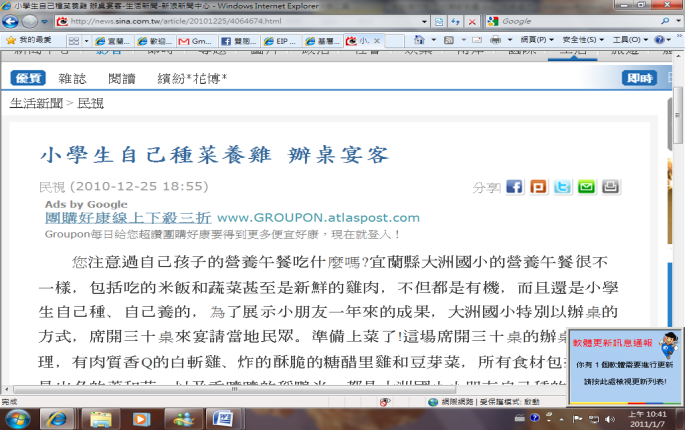 小學生自己種菜養雞 辦桌宴客-生活新聞-新浪新聞中心 - Windows Internet Explorer
http://news.sina.com.tw/article/20101225/4064674.html
Google
我的最愛
宜蘭...
歡迎...
Gm...
EIP ...
基層...
小.
網頁(P)
安全性(S)
工具(O)
優質 雜誌 閱讀 繽紛*花博*
即時
生活新聞 > 民視
小學生自己種菜養雞 辦桌宴客
民視 (2010-12-25 18:55)
分享
Ads by Google
團購好康線上下殺三折 www.GROUPON.atlaspost.com
Groupon每日給您超讚團購好康要得到更多便宜好康，現在就登入！
您注意過自己孩子的營養午餐吃什麼嗎?宜蘭縣大洲國小的營養午餐很不
一樣，包括吃的米飯和蔬菜甚至是新鮮的雞肉，不但都是有機，而且還是小學
生自己種、自己養的，為了展示小朋友一年來的成果，大洲國小特別以辦桌的
方式，席開三十桌來宴請當地民眾。準備上菜了!這場席開三十桌的辦桌
理，有肉質香Q的白斬雞、炸的酥脆的糖醋里雞和豆芽菜，所有食材包
軟體更新訊息通報
你有 1 個軟體需要進行更新
請按此處檢視更新列表!
完成
網際網路 | 受保護模式: 啟動
上午 10:41
2011/1/7